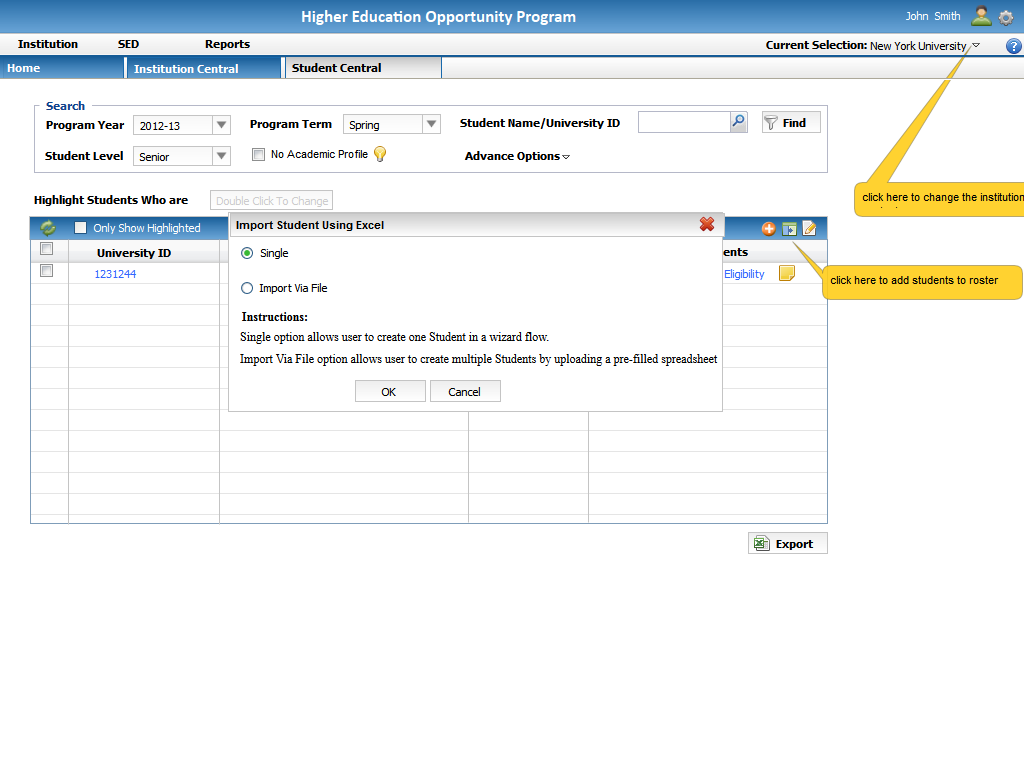 Higher Education Opportunity Program
John Smith
Institution SED Reports
Current Selection: New York University
?
Home Institution Central Student Central
Search
Program Year 2012-13 Program Term Spring Student Name/University ID Find
Student Level Senior No Academic Profile Advance Options
click here to change the institution
Highlight Students Who are Double Click To Change
Only Show Highlighted
Import Student Using Excel
University ID
ents
Single
1231244
Eligibility
click here to add students to roster
Import Via File
Instructions:
Single option allows user to create one Student in a wizard flow.
Import Via File option allows user to create multiple Students by uploading a pre-filled spreadsheet
OK Cancel
Export